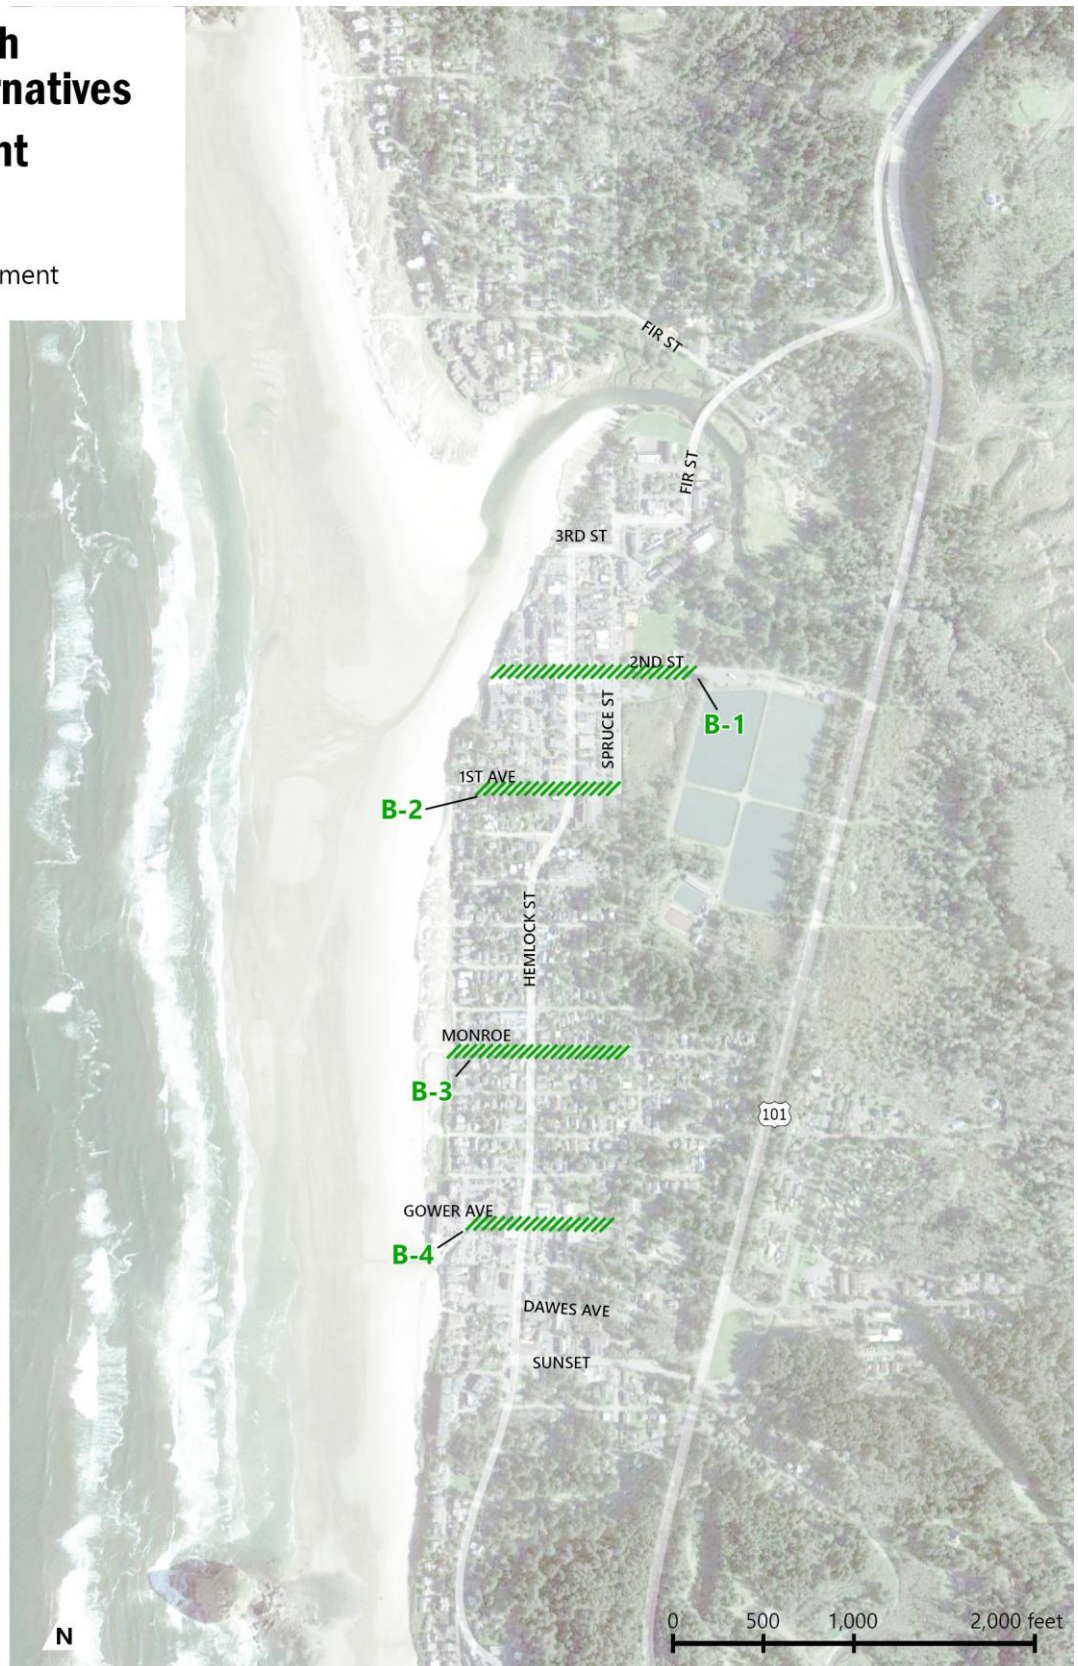 h
rnatives
nt
ment
FIR ST
FIR ST
3RD ST
2ND ST
B-1
SPRUCE ST
1ST AVE
B-2
HEMLOCK ST
MONROE
B-3
101
GOWER AVE
B-4
DAWES AVE
SUNSET
0 500 1,000 2,000 feet
N